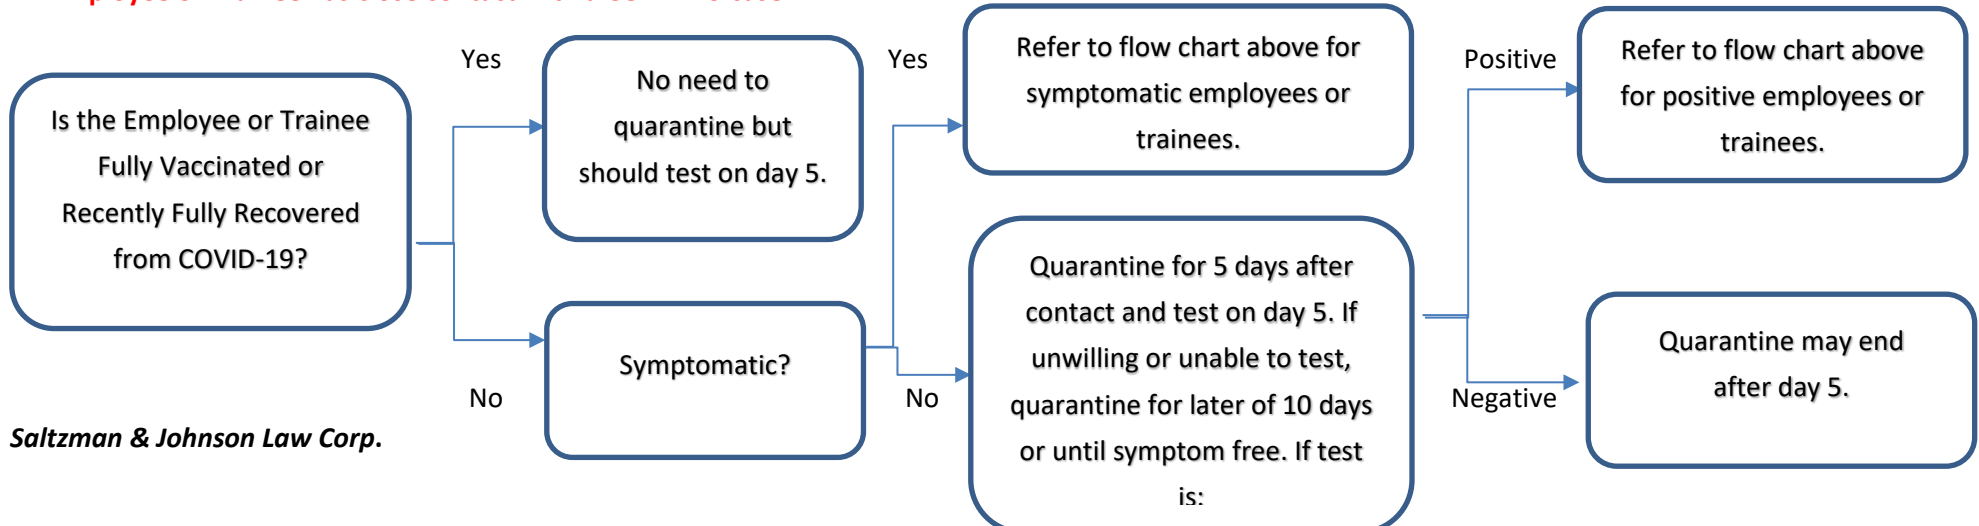 Yes
Yes
Positive
Is the Employee or Trainee
Fully Vaccinated or
Recently Fully Recovered
from COVID-19?
No need to
quarantine but
should test on day 5.
Refer to flow chart above for
symptomatic employees or
trainees.
Refer to flow chart above
for positive employees or
trainees.
Symptomatic?
No
No
Quarantine for 5 days after
contact and test on day 5. If
unwilling or unable to test,
quarantine for later of 10 days
or until symptom free. If test
is:
Negative
Quarantine may end
after day 5.
Saltzman & Johnson Law Corp.